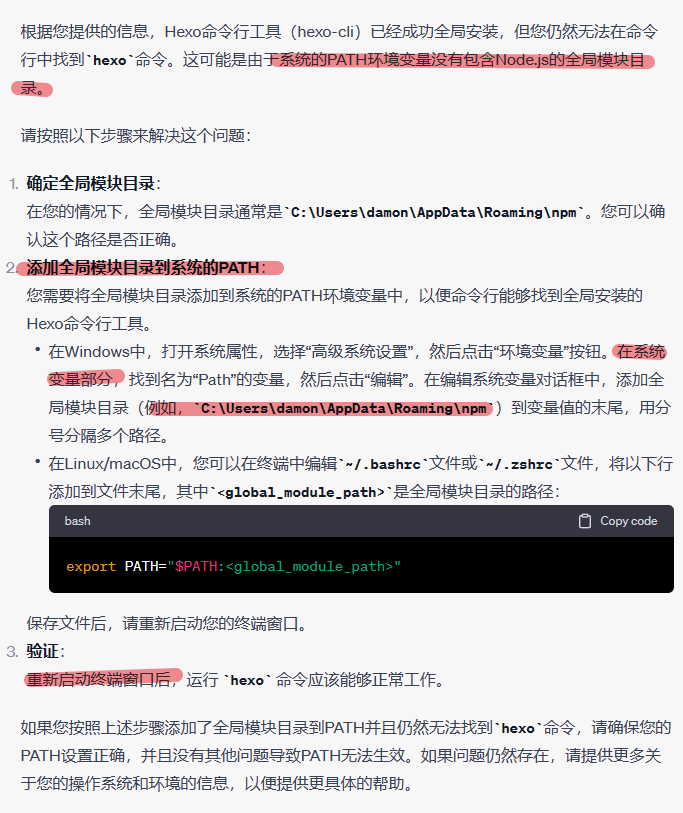 根据您提供的信息，Hexo命令行工具（hexo-cli）已经成功全局安装，但您仍然无法在命令
行中找到`hexo`命令。这可能是由于系统的PATH环境变量没有包含Node.js的全局模块目
录。
请按照以下步骤来解决这个问题：
1. 确定全局模块目录：
在您的情况下，全局模块目录通常是`C:\Users\damon\AppData\Roaming\npm`。您可以确
认这个路径是否正确。
2. 添加全局模块目录到系统的PATH：
您需要将全局模块目录添加到系统的PATH环境变量中，以便命令行能够找到全局安装的
Hexo命令行工具。
• 在Windows中，打开系统属性，选择“高级系统设置”，然后点击“环境变量”按钮。在系统
变量部分，找到名为“Path”的变量，然后点击“编辑”。在编辑系统变量对话框中，添加全
局模块目录（例如，`C:\Users\damon\AppData\Roaming\npm`）到变量值的末尾，用分
号分隔多个路径。
• 在Linux/macOS中，您可以在终端中编辑`~/.bashrc`文件或`~/.zshrc`文件，将以下行
添加到文件末尾，其中`<global_module_path>`是全局模块目录的路径：
bash Copy code
export PATH="$PATH:<global_module_path>"
保存文件后，请重新启动您的终端窗口。
3. 验证：
重新启动终端窗口后，运行 `hexo` 命令应该能够正常工作。
如果您按照上述步骤添加了全局模块目录到PATH并且仍然无法找到`hexo`命令，请确保您的
PATH设置正确，并且没有其他问题导致PATH无法生效。如果问题仍然存在，请提供更多关
于您的操作系统和环境的信息，以便提供更具体的帮助。